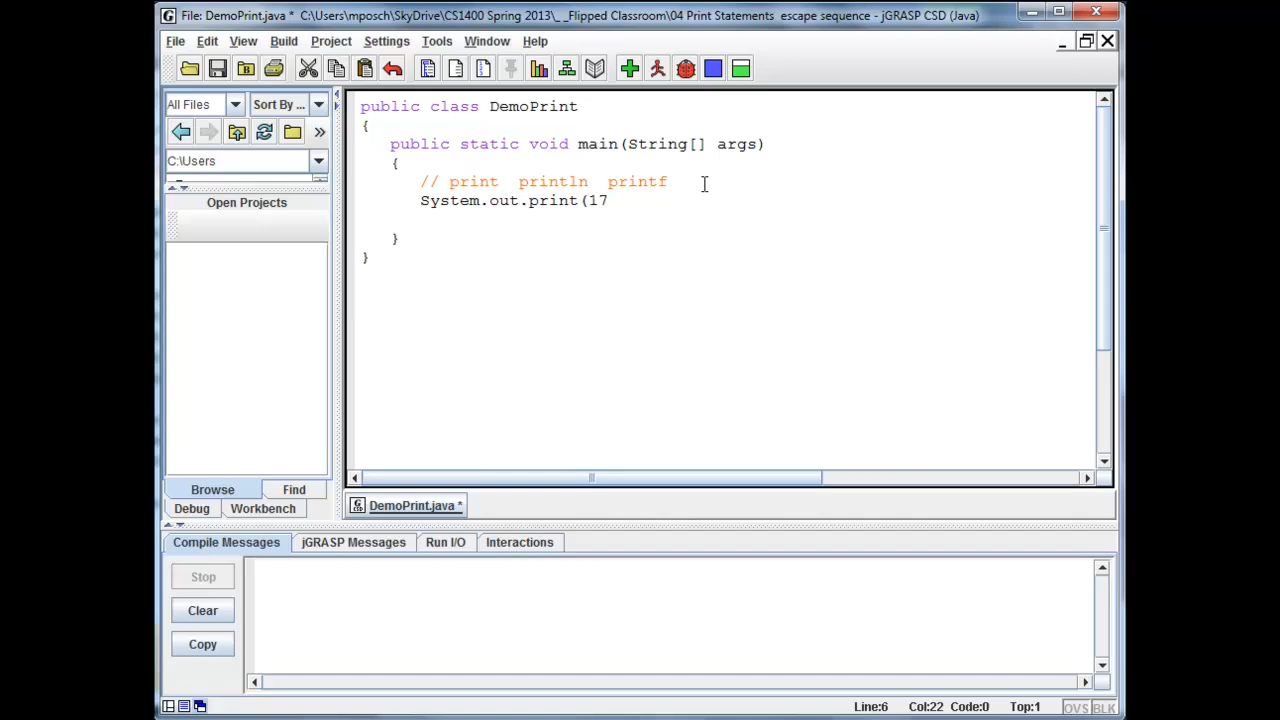 File: DemoPrint.java * C:\Users\mposch\SkyDrive\CS1400 Spring 2013\_ _Flipped Classroom\04 Print Statements escape sequence - jGRASP CSD (Java)
File Edit View Build Project Settings Tools Window Help
All Files Sort By ...
C:\Users
Open Projects
Browse Find
Debug Workbench
public class DemoPrint
{
public static void main(String[] args)
{
// print println printf
System.out.print(17
}
}
DemoPrint.java *
Compile Messages jGRASP Messages Run I/O Interactions
Stop
Clear
Copy
Line:6 Col:22 Code:0 Top:1 OVS BLK